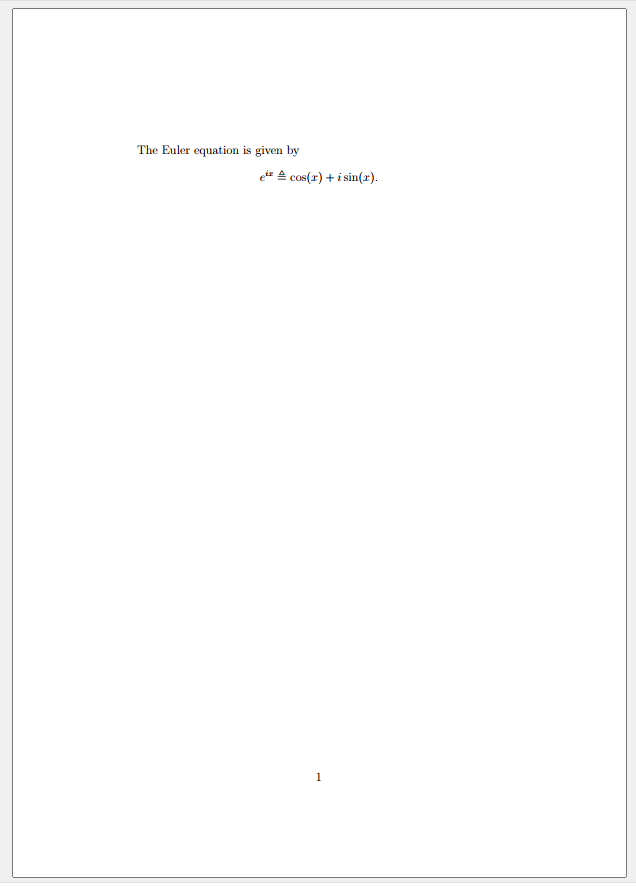 The Euler equation is given by
e^{ix} ≜ cos(x) + i sin(x).
1